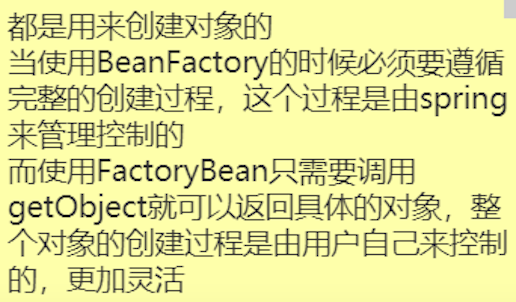 都是用来创建对象的
当使用BeanFactory的时候必须要遵循
完整的创建过程，这个过程是由spring
来管理控制的
而使用FactoryBean只需要调用
getObject就可以返回具体的对象，整
个对象的创建过程是由用户自己来控制
的，更加灵活